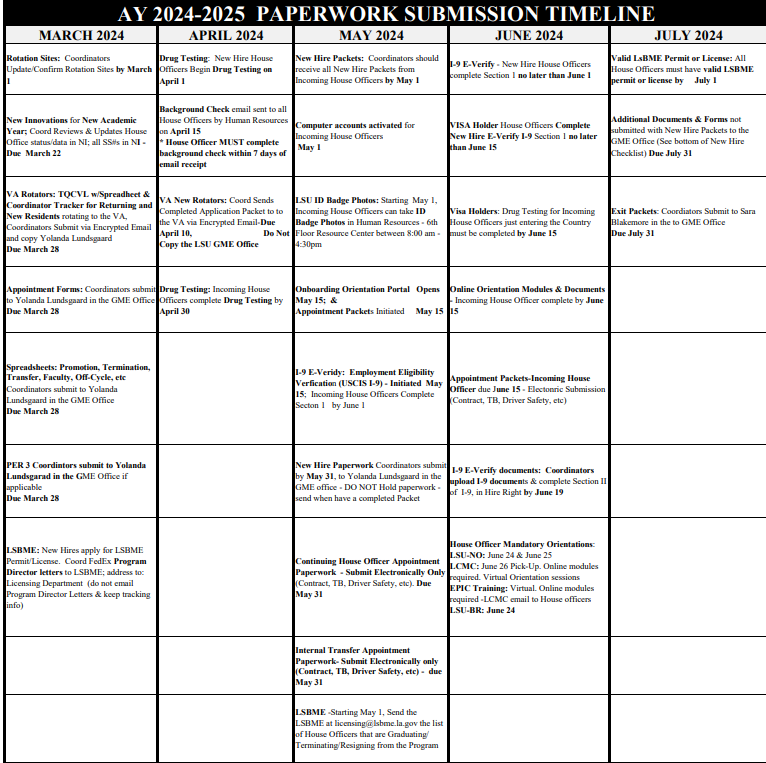 AY 2024-2025 PAPERWORK SUBMISSION TIMELINE
MARCH 2024
APRIL 2024
MAY 2024
JUNE 2024
JULY 2024
Rotation Sites: Coordinators
Update/Confirm Rotation Sites by March
1
Drug Testing: New Hire House
Officers Begin Drug Testing on
April 1
New Hire Packets: Coordinators should
receive all New Hire Packets from
Incoming House Officers by May 1
I-9 E-Verify - New Hire House Officers
complete Section 1 no later than June 1
Valid LsBME Permit or License: All
House Officers must have valid LSBME
permit or license by July 1
New Innovations for New Academic
Year; Coord Reviews & Updates House
Office status/data in NI; all SS#s in NI -
Due March 22
Background Check email sent to all
House Officers by Human Resources
on April 15
* House Officer MUST complete
background check within 7 days of
email receipt
Computer accounts activated for
Incoming House Officers
May 1
VISA Holder House Officers Complete
New Hire E-Verify I-9 Section 1 no later
than June 15
Additional Documents & Forms not
submitted with New Hire Packets to the
GME Office (See bottom of New Hire
Checklist) Due July 31
VA Rotators: TQCVL w/Spreadheet &
Coordinator Tracker for Returning and
New Residents rotating to the VA,
Coordinators Submit via Encrypted Email
and copy Yolanda Lundsgaard
Due March 28
VA New Rotators: Coord Sends
Completed Application Packet to to
the VA via Encrypted Email-Due
April 10, Do Not
Copy the LSU GME Office
LSU ID Badge Photos: Starting May 1,
Incoming House Officers can take ID
Badge Photos in Human Resources - 6th
Floor Resource Center between 8:00 am -
4:30pm
Visa Holders: Drug Testing for Incoming
House Officers just entering the Country
must be completed by June 15
Exit Packets: Coordiators Submit to Sara
Blakemore in the to GME Office
Due July 31
Appointment Forms: Coordinators submit
to Yolanda Lundsgaard in the GME Office
Due March 28
Drug Testing: Incoming House
Officers complete Drug Testing by
April 30
Onboarding Orientation Portal Opens
May 15; &
Appointment Packets Initiated May 15
Online Orientation Modules & Documents
- Incoming House Officer complete by June
15
Spreadsheets: Promotion, Termination,
Transfer, Faculty, Off-Cycle, etc
Coordinators submit to Yolanda
Lundsgaard in the GME Office
Due March 28
I-9 E-Veridy: Employment Eligibility
Verfication (USCIS I-9) - Initiated May
15; Incoming House Officers Complete
Secton 1 by June 1
Appointment Packets-Incoming House
Officer due June 15 - Electonric Submission
(Contract, TB, Driver Safety, etc)
PER 3 Coordintors submit to Yolanda
Lundsgarad in the GME Office if
applicable
Due March 28
New Hire Paperwork Coordinators submit
by May 31, to Yolanda Lundsgaard in the
GME office - DO NOT Hold paperwork -
send when have a completed Packet
I-9 E-Verify documents: Coordinators
upload I-9 documents & complete Section II
of I-9, in Hire Right by June 19
LSBME: New Hires apply for LSBME
Permit/License. Coord FedEx Program
Director letters to LSBME; address to:
Licensing Department (do not email
Program Director Letters & keep tracking
info)
Continuing House Officer Appointment
Paperwork - Submit Electronically Only
(Contract, TB, Driver Safety, etc). Due
May 31
House Officer Mandatory Orientations:
LSU-NO: June 24 & June 25
LCMC: June 26 Pick-Up. Online modules
required. Virtual Orientation sessions
EPIC Training: Virtual. Online modules
required -LCMC email to House officers
LSU-BR: June 24
Internal Transfer Appointment
Paperwork- Submit Electronically only
(Contract, TB, Driver Safety, etc) - due
May 31
LSBME -Starting May 1, Send the
LSBME at licensing@lsbme.la.gov the list
of House Officers that are Graduating/
Terminating/Resigning from the Program